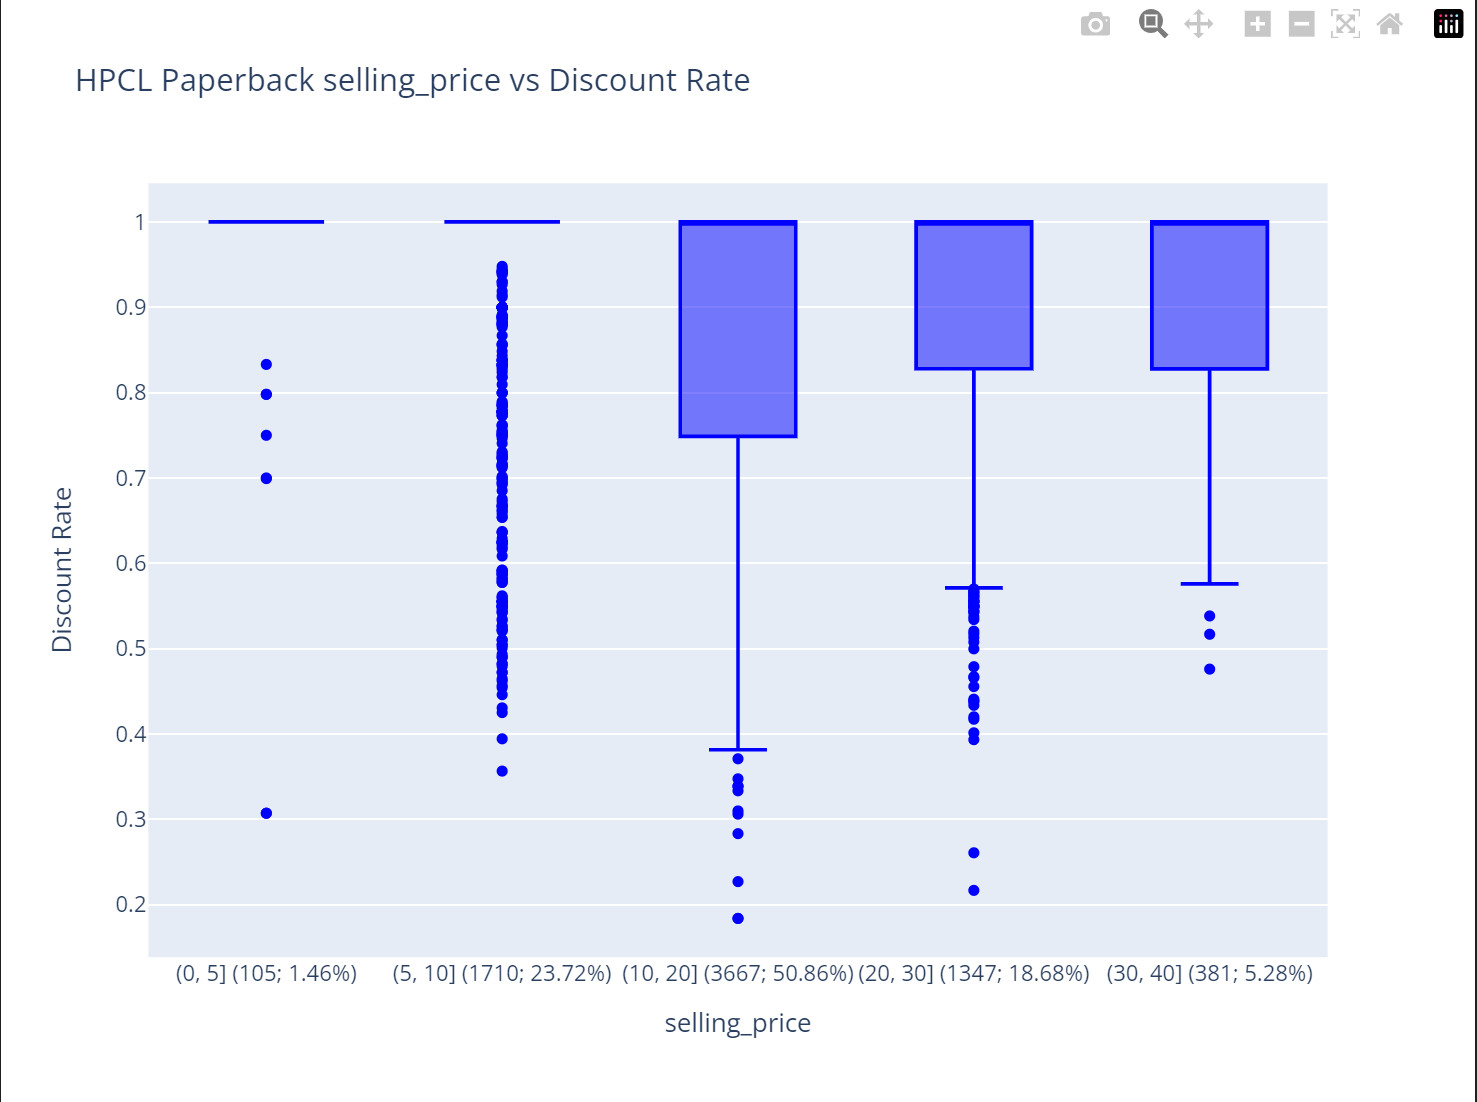 HPCL Paperback selling_price vs Discount Rate
1
0.9
0.8
0.7
0.6
0.5
0.4
0.3
0.2
Discount Rate
(0, 5] (105; 1.46%) (5, 10] (1710; 23.72%) (10, 20] (3667; 50.86%) (20, 30] (1347; 18.68%) (30, 40] (381; 5.28%)
selling_price